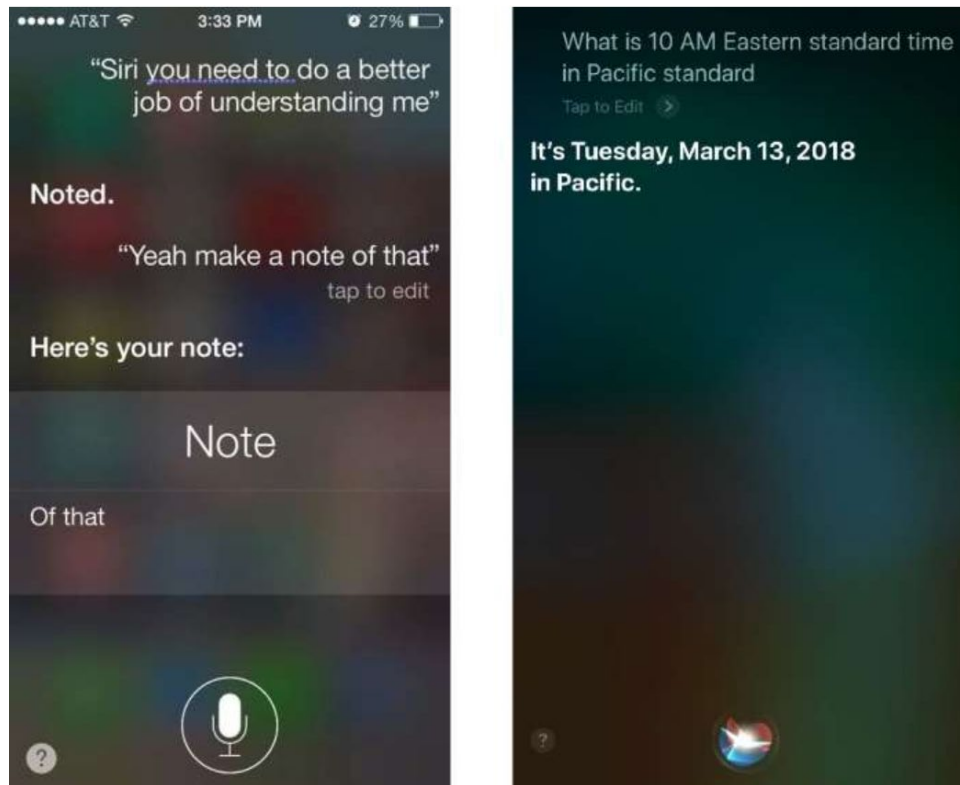 AT&T 3:33 PM 27%
“Siri you need to do a better
job of understanding me”
Noted.
“Yeah make a note of that”
tap to edit
Here’s your note:
Note
Of that
?
What is 10 AM Eastern standard time
in Pacific standard
Tap to Edit
It’s Tuesday, March 13, 2018
in Pacific.
?